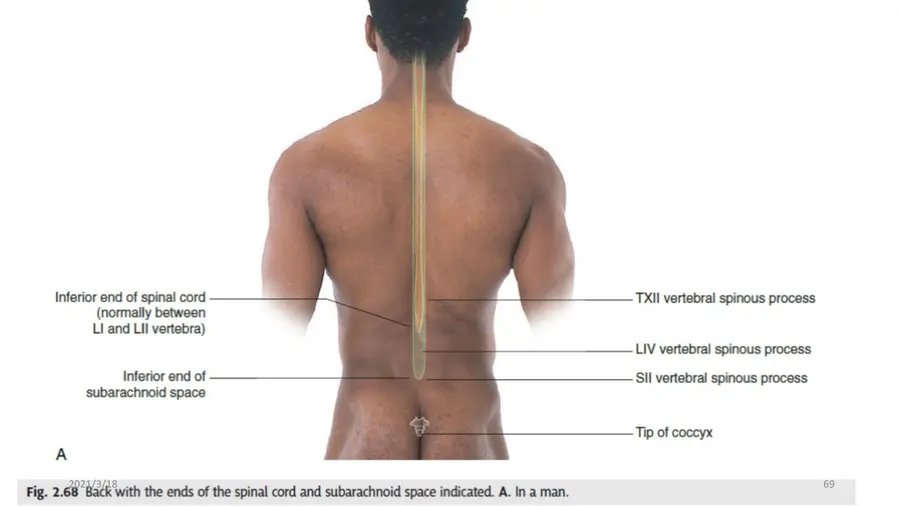 Inferior end of spinal cord
(normally between
LI and LII vertebra)
TXII vertebral spinous process
LIV vertebral spinous process
Inferior end of
subarachnoid space
SII vertebral spinous process
Tip of coccyx
A
2021/3/18
69
Fig. 2.68 Back with the ends of the spinal cord and subarachnoid space indicated. A. In a man.